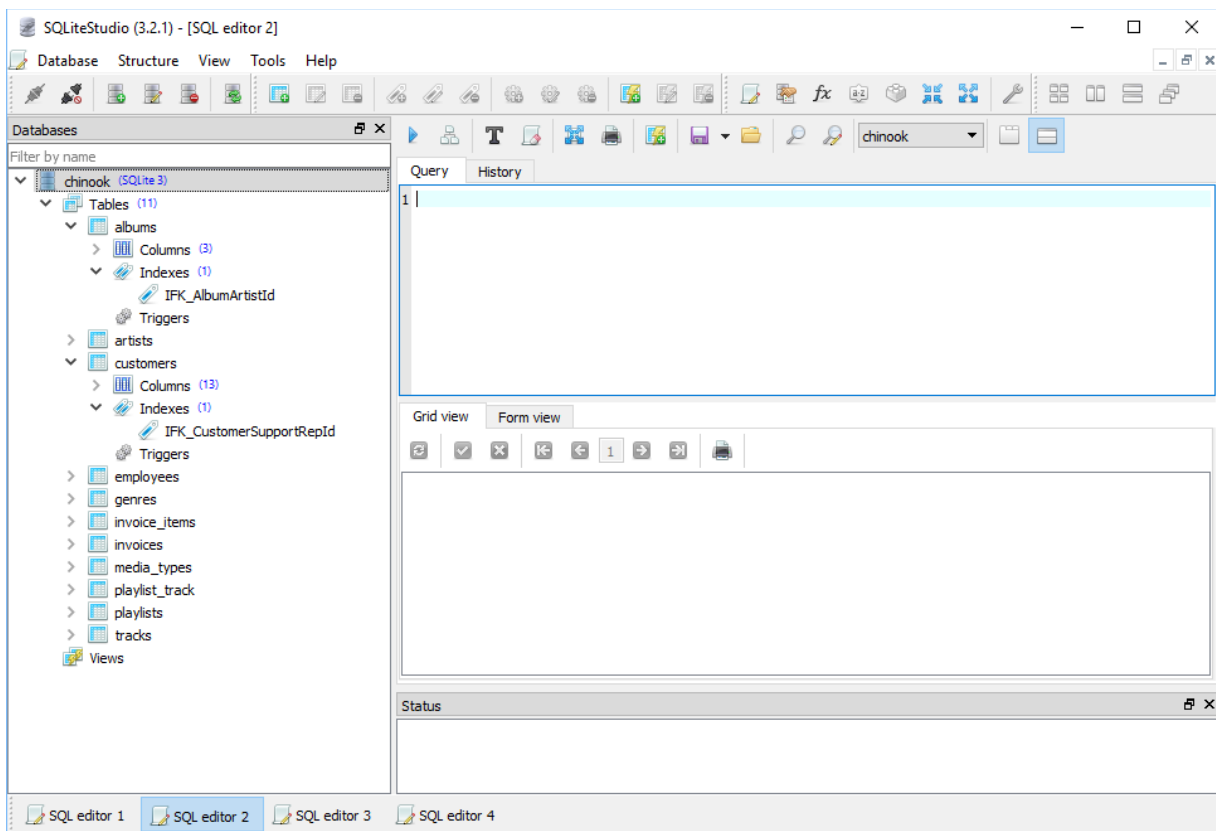 SQLiteStudio (3.2.1) - [SQL editor 2]
Database Structure View Tools Help
Databases
Filter by name
chinook (SQLite 3)
Tables (11)
albums
Columns (3)
Indexes (1)
IFK_AlbumArtistId
Triggers
artists
customers
Columns (13)
Indexes (1)
IFK_CustomerSupportRepId
Triggers
employees
genres
invoice_items
invoices
media_types
playlist_track
playlists
tracks
Views
fx a-z
T chinook
Query History
1
Grid view Form view
1
Status
SQL editor 1 SQL editor 2 SQL editor 3 SQL editor 4